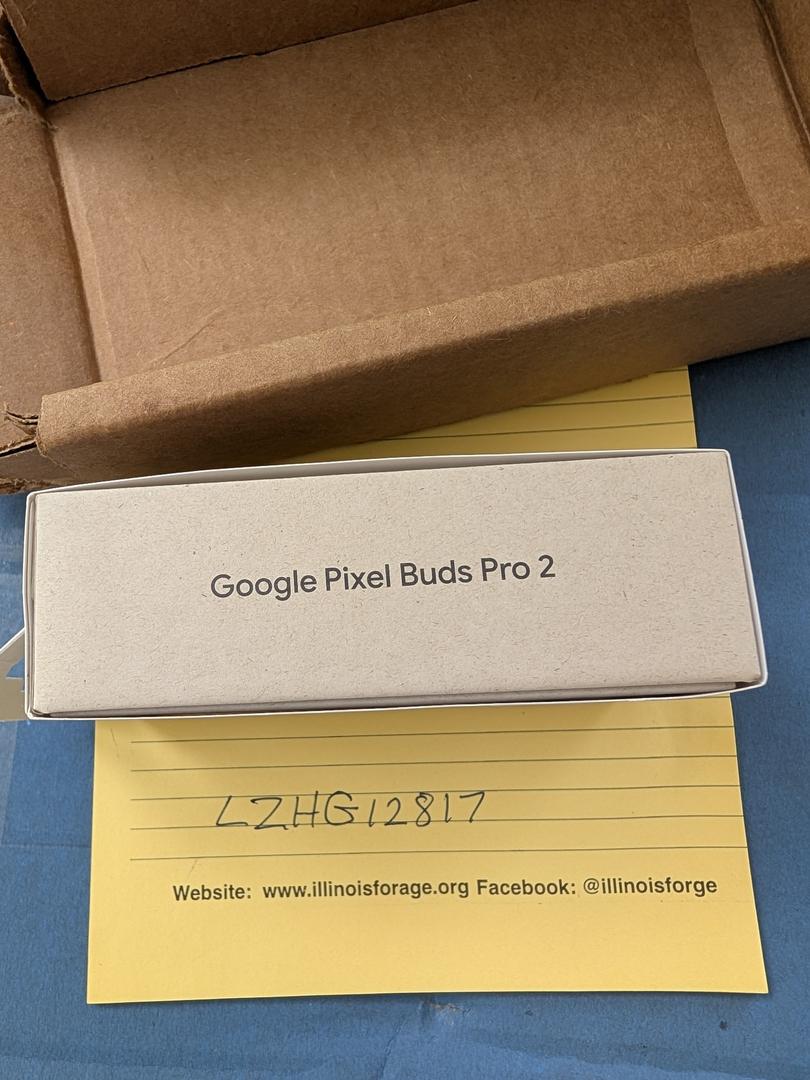 Google Pixel Buds Pro 2
LZHG12817
Website: www.illinoisforage.org Facebook: @illinoisforge